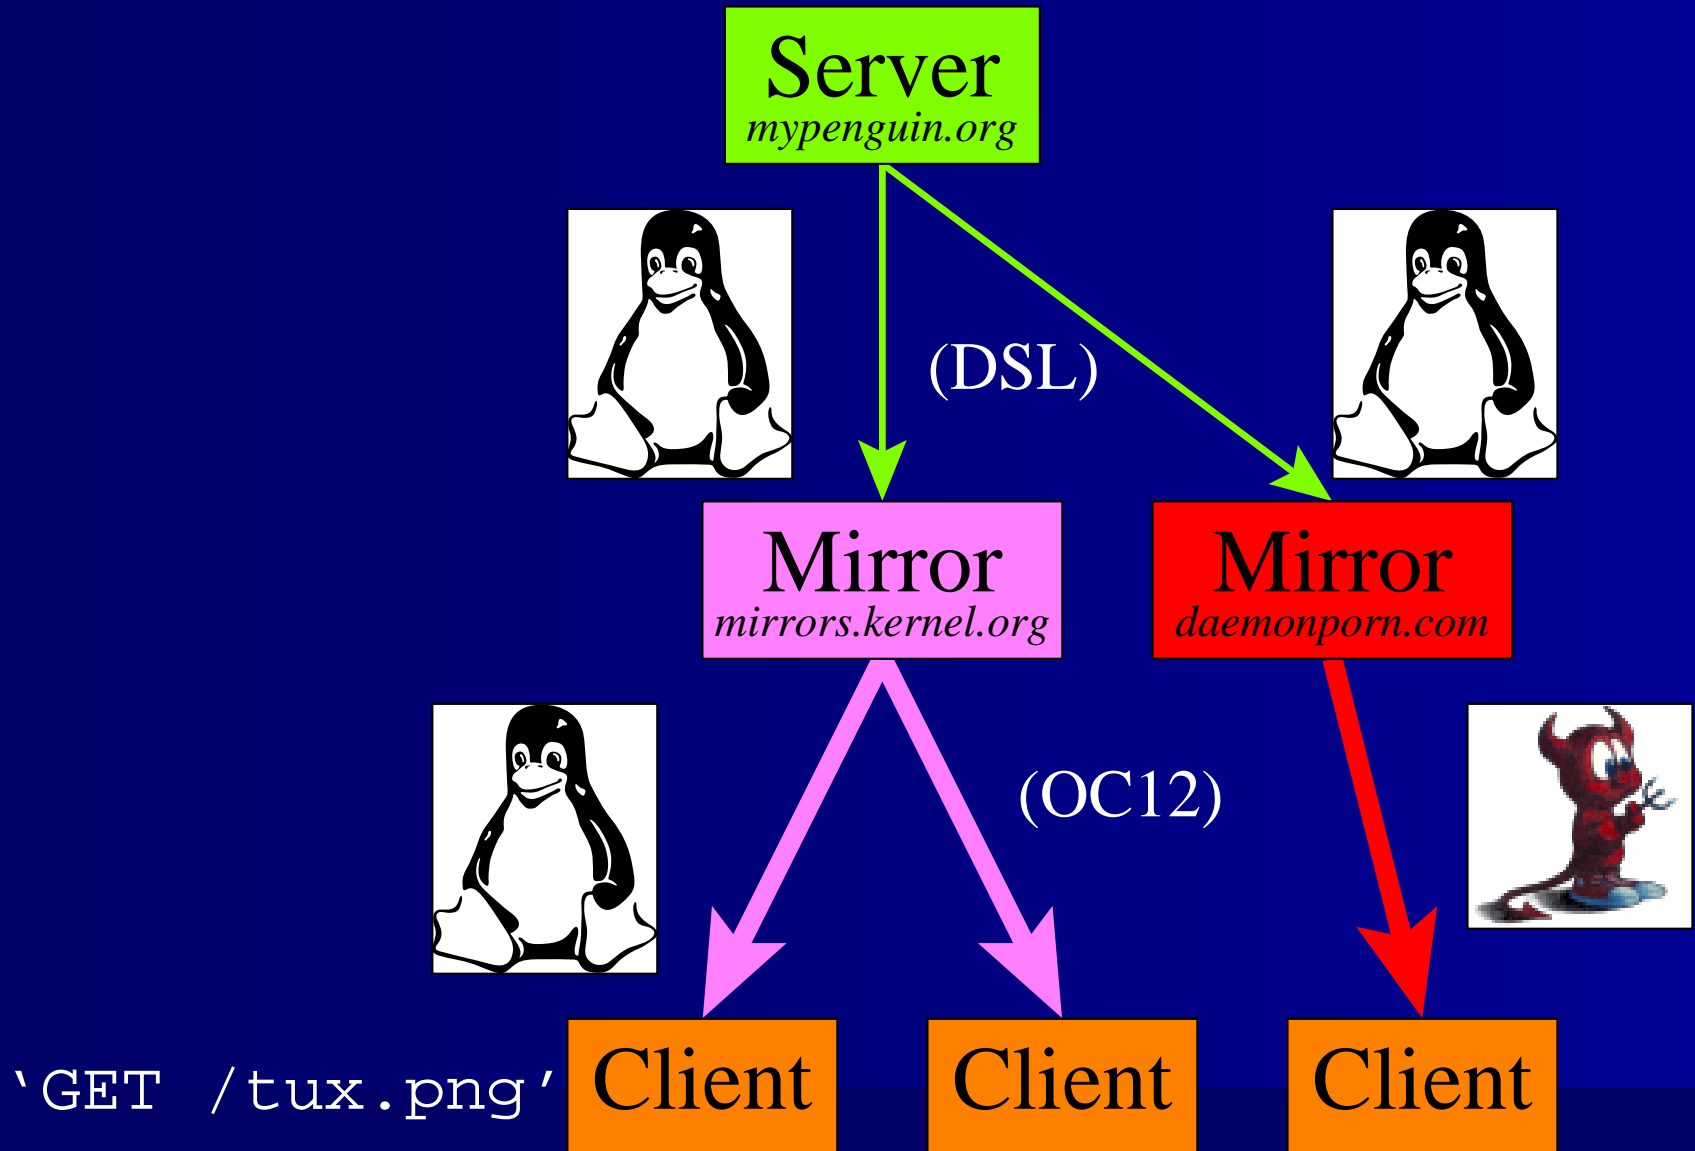 Server
mypenguin.org
(DSL)
Mirror
mirrors.kernel.org
Mirror
daemonporn.com
(OC12)
‘GET /tux.png’
Client
Client
Client